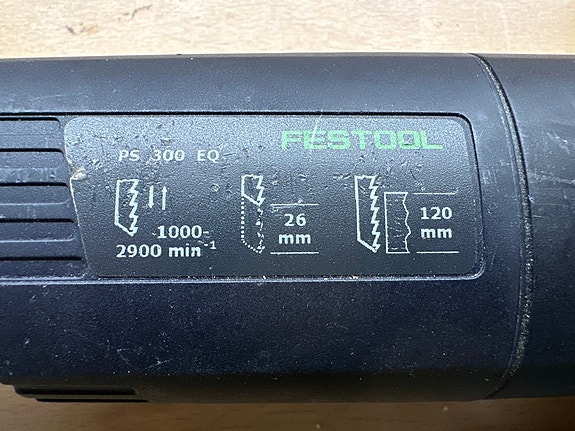 FESTOOL
PS 300 EQ
1000-
2900 min-1
26
mm
120
mm